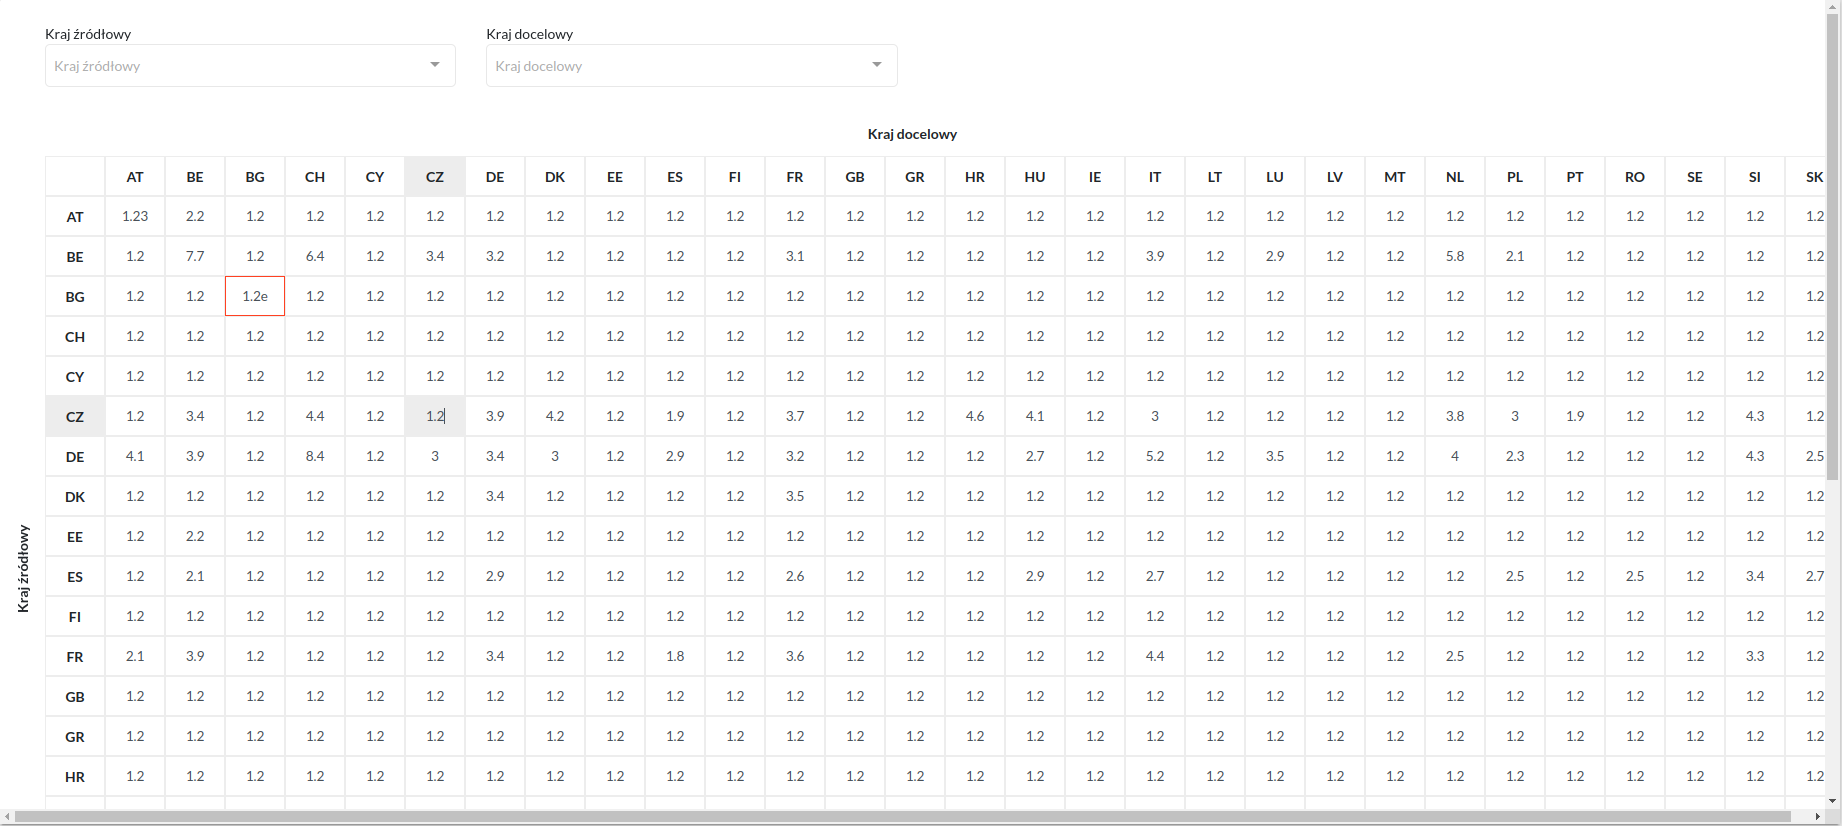 Kraj źródłowy Kraj docelowy
Kraj źródłowy Kraj docelowy
Kraj docelowy
AT BE BG CH CY CZ DE DK EE ES FI FR GB GR HR HU IE IT LT LU LV MT NL PL PT RO SE SI SK
AT 1.23 2.2 1.2 1.2 1.2 1.2 1.2 1.2 1.2 1.2 1.2 1.2 1.2 1.2 1.2 1.2 1.2 1.2 1.2 1.2 1.2 1.2 1.2 1.2 1.2 1.2 1.2 1.2 1.2
BE 1.2 7.7 1.2 6.4 1.2 3.4 3.2 1.2 1.2 1.2 1.2 3.1 1.2 1.2 1.2 1.2 1.2 3.9 1.2 2.9 1.2 1.2 5.8 2.1 1.2 1.2 1.2 1.2 1.2
BG 1.2 1.2 1.2e 1.2 1.2 1.2 1.2 1.2 1.2 1.2 1.2 1.2 1.2 1.2 1.2 1.2 1.2 1.2 1.2 1.2 1.2 1.2 1.2 1.2 1.2 1.2 1.2 1.2 1.2
CH 1.2 1.2 1.2 1.2 1.2 1.2 1.2 1.2 1.2 1.2 1.2 1.2 1.2 1.2 1.2 1.2 1.2 1.2 1.2 1.2 1.2 1.2 1.2 1.2 1.2 1.2 1.2 1.2 1.2
CY 1.2 1.2 1.2 1.2 1.2 1.2 1.2 1.2 1.2 1.2 1.2 1.2 1.2 1.2 1.2 1.2 1.2 1.2 1.2 1.2 1.2 1.2 1.2 1.2 1.2 1.2 1.2 1.2 1.2
CZ 1.2 3.4 1.2 4.4 1.2 1.2 3.9 4.2 1.2 1.9 1.2 3.7 1.2 1.2 4.6 4.1 1.2 3 1.2 1.2 1.2 1.2 3.8 3 1.9 1.2 1.2 4.3 1.2
DE 4.1 3.9 1.2 8.4 1.2 3 3.4 3 1.2 2.9 1.2 3.2 1.2 1.2 1.2 2.7 1.2 5.2 1.2 3.5 1.2 1.2 4 2.3 1.2 1.2 1.2 4.3 2.5
DK 1.2 1.2 1.2 1.2 1.2 1.2 3.4 1.2 1.2 1.2 1.2 3.5 1.2 1.2 1.2 1.2 1.2 1.2 1.2 1.2 1.2 1.2 1.2 1.2 1.2 1.2 1.2 1.2 1.2
EE 1.2 2.2 1.2 1.2 1.2 1.2 1.2 1.2 1.2 1.2 1.2 1.2 1.2 1.2 1.2 1.2 1.2 1.2 1.2 1.2 1.2 1.2 1.2 1.2 1.2 1.2 1.2 1.2 1.2
ES 1.2 2.1 1.2 1.2 1.2 1.2 2.9 1.2 1.2 1.2 1.2 2.6 1.2 1.2 1.2 2.9 1.2 2.7 1.2 1.2 1.2 1.2 1.2 2.5 1.2 2.5 1.2 3.4 2.7
FI 1.2 1.2 1.2 1.2 1.2 1.2 1.2 1.2 1.2 1.2 1.2 1.2 1.2 1.2 1.2 1.2 1.2 1.2 1.2 1.2 1.2 1.2 1.2 1.2 1.2 1.2 1.2 1.2 1.2
FR 2.1 3.9 1.2 1.2 1.2 1.2 3.4 1.2 1.2 1.8 1.2 3.6 1.2 1.2 1.2 1.2 1.2 4.4 1.2 1.2 1.2 1.2 2.5 1.2 1.2 1.2 1.2 3.3 1.2
GB 1.2 1.2 1.2 1.2 1.2 1.2 1.2 1.2 1.2 1.2 1.2 1.2 1.2 1.2 1.2 1.2 1.2 1.2 1.2 1.2 1.2 1.2 1.2 1.2 1.2 1.2 1.2 1.2 1.2
GR 1.2 1.2 1.2 1.2 1.2 1.2 1.2 1.2 1.2 1.2 1.2 1.2 1.2 1.2 1.2 1.2 1.2 1.2 1.2 1.2 1.2 1.2 1.2 1.2 1.2 1.2 1.2 1.2 1.2
HR 1.2 1.2 1.2 1.2 1.2 1.2 1.2 1.2 1.2 1.2 1.2 1.2 1.2 1.2 1.2 1.2 1.2 1.2 1.2 1.2 1.2 1.2 1.2 1.2 1.2 1.2 1.2 1.2 1.2
Kraj źródłowy